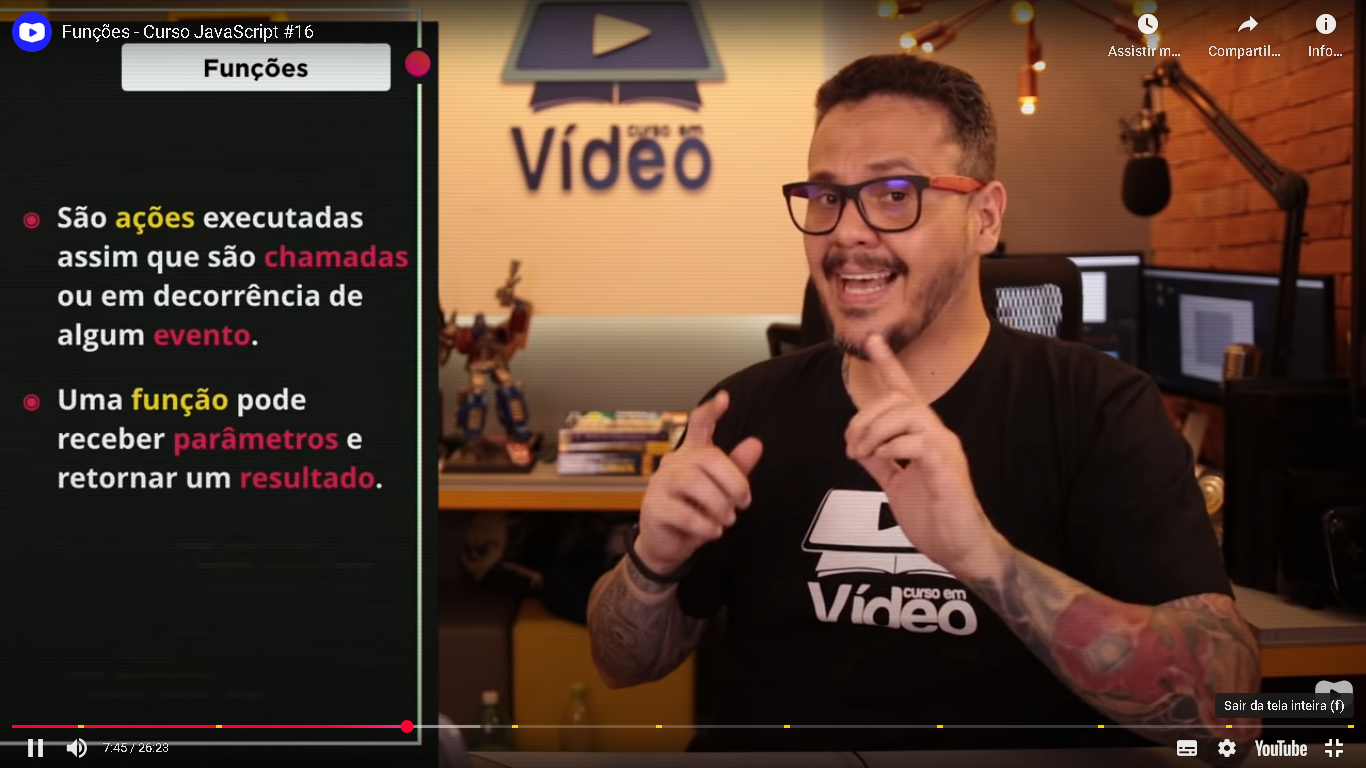 Funções - Curso JavaScript #16
Assistir m...
Compartil...
Info...
Funções
São ações executadas
assim que são chamadas
ou em decorrência de
algum evento.
Uma função pode
receber parâmetros e
retornar um resultado.
curso em
Vídeo
curso em
Vídeo
Sair da tela inteira (f)
7:45 / 26:23
YouTube